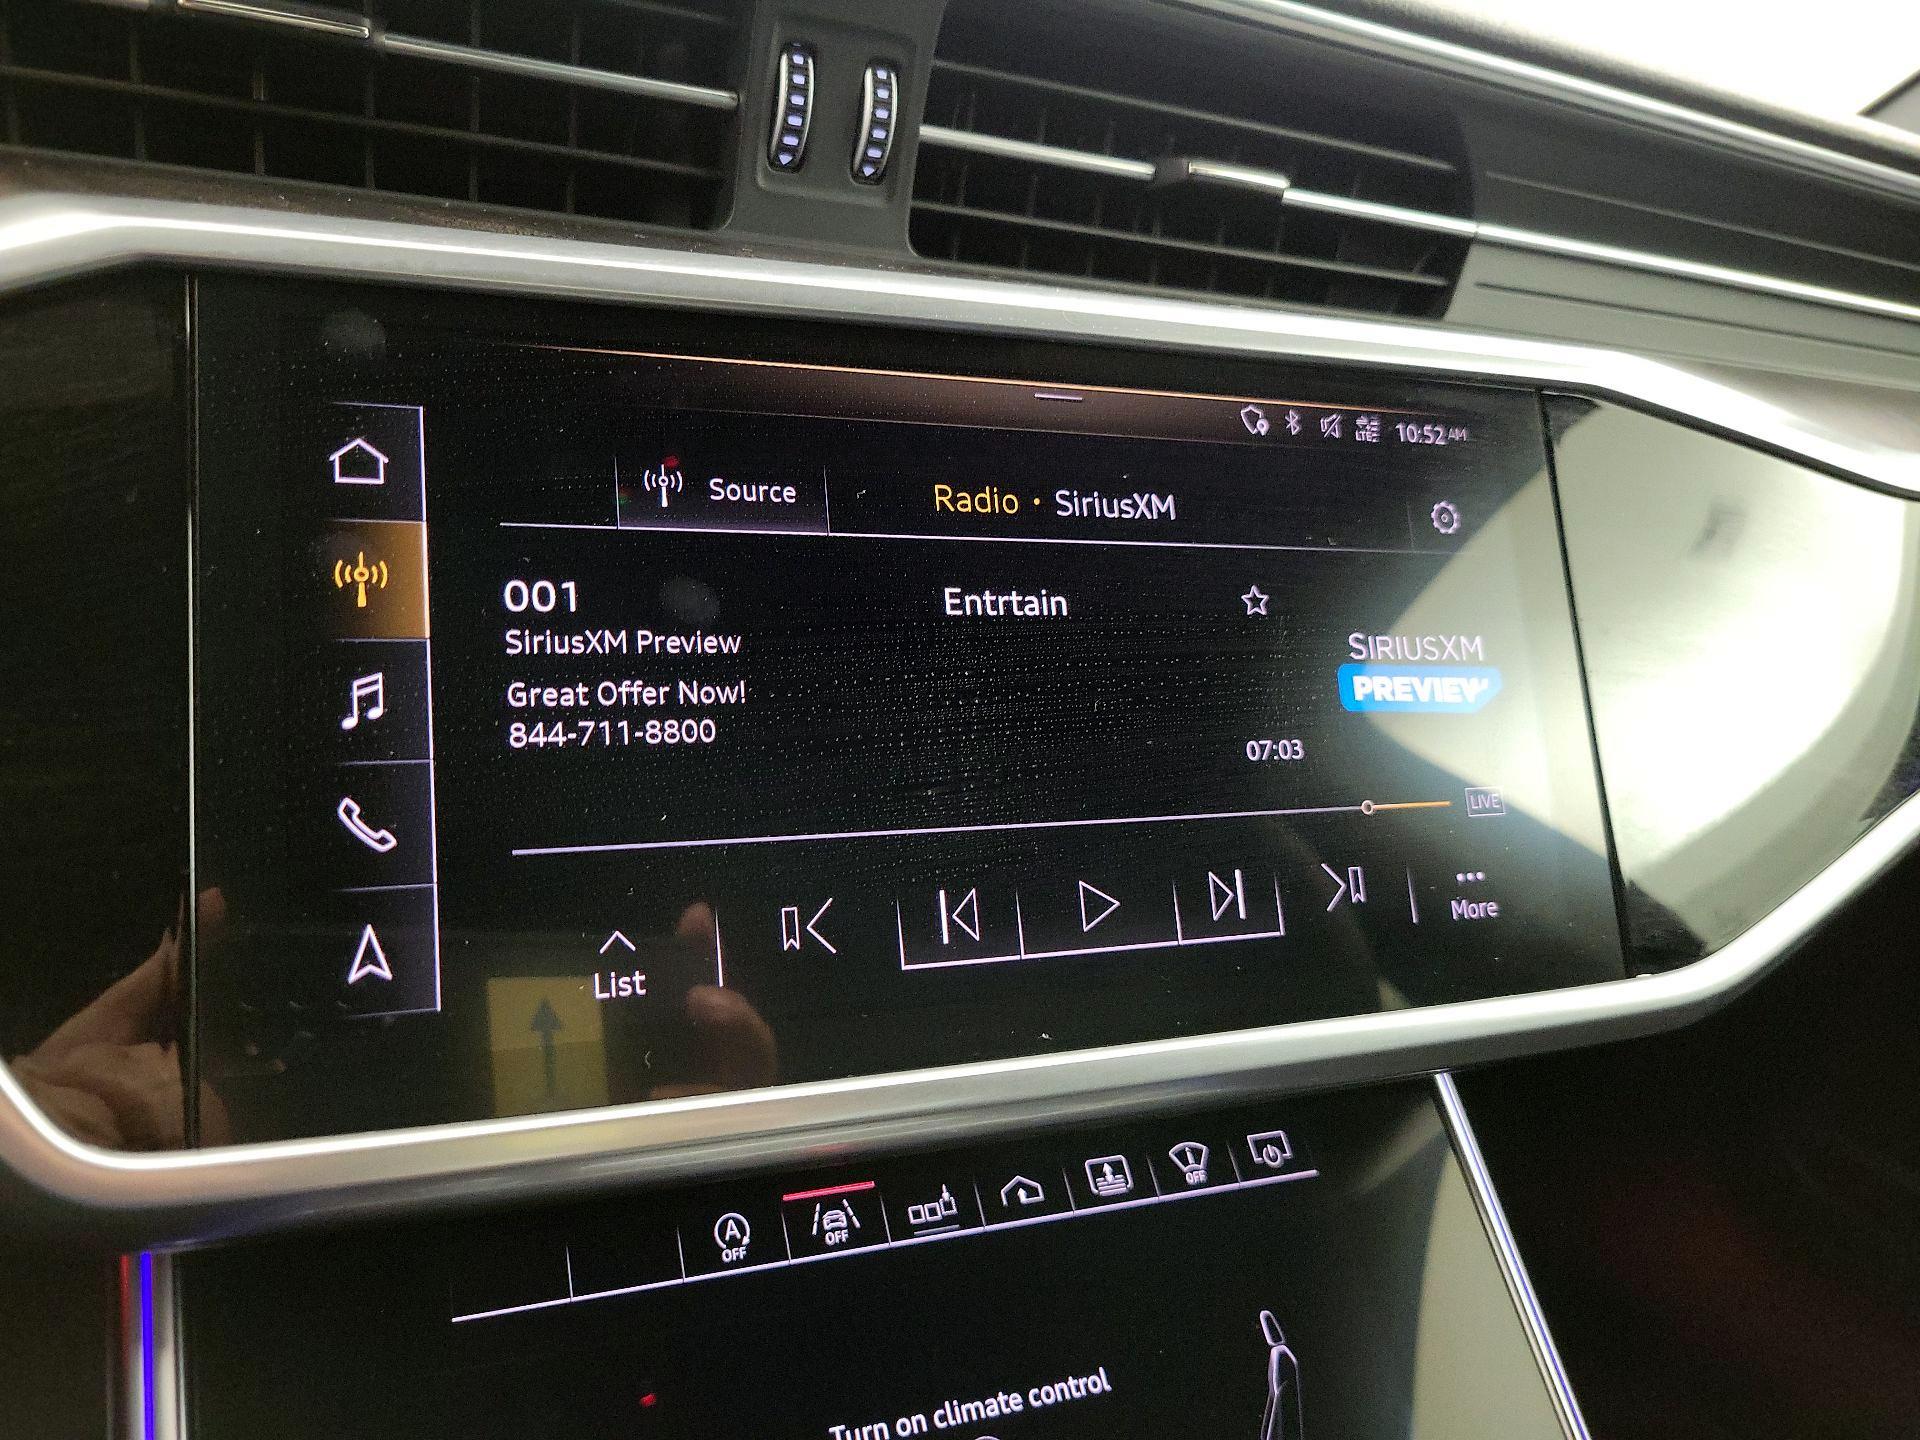 LTE 10:52 AM
Source
Radio • SiriusXM
001
Entrtain
SiriusXM Preview
SIRIUSXM
PREVIEW
Great Offer Now!
844-711-8800
07:03
LIVE
List
More
A
OFF
OFF
OFF
Turn on climate control